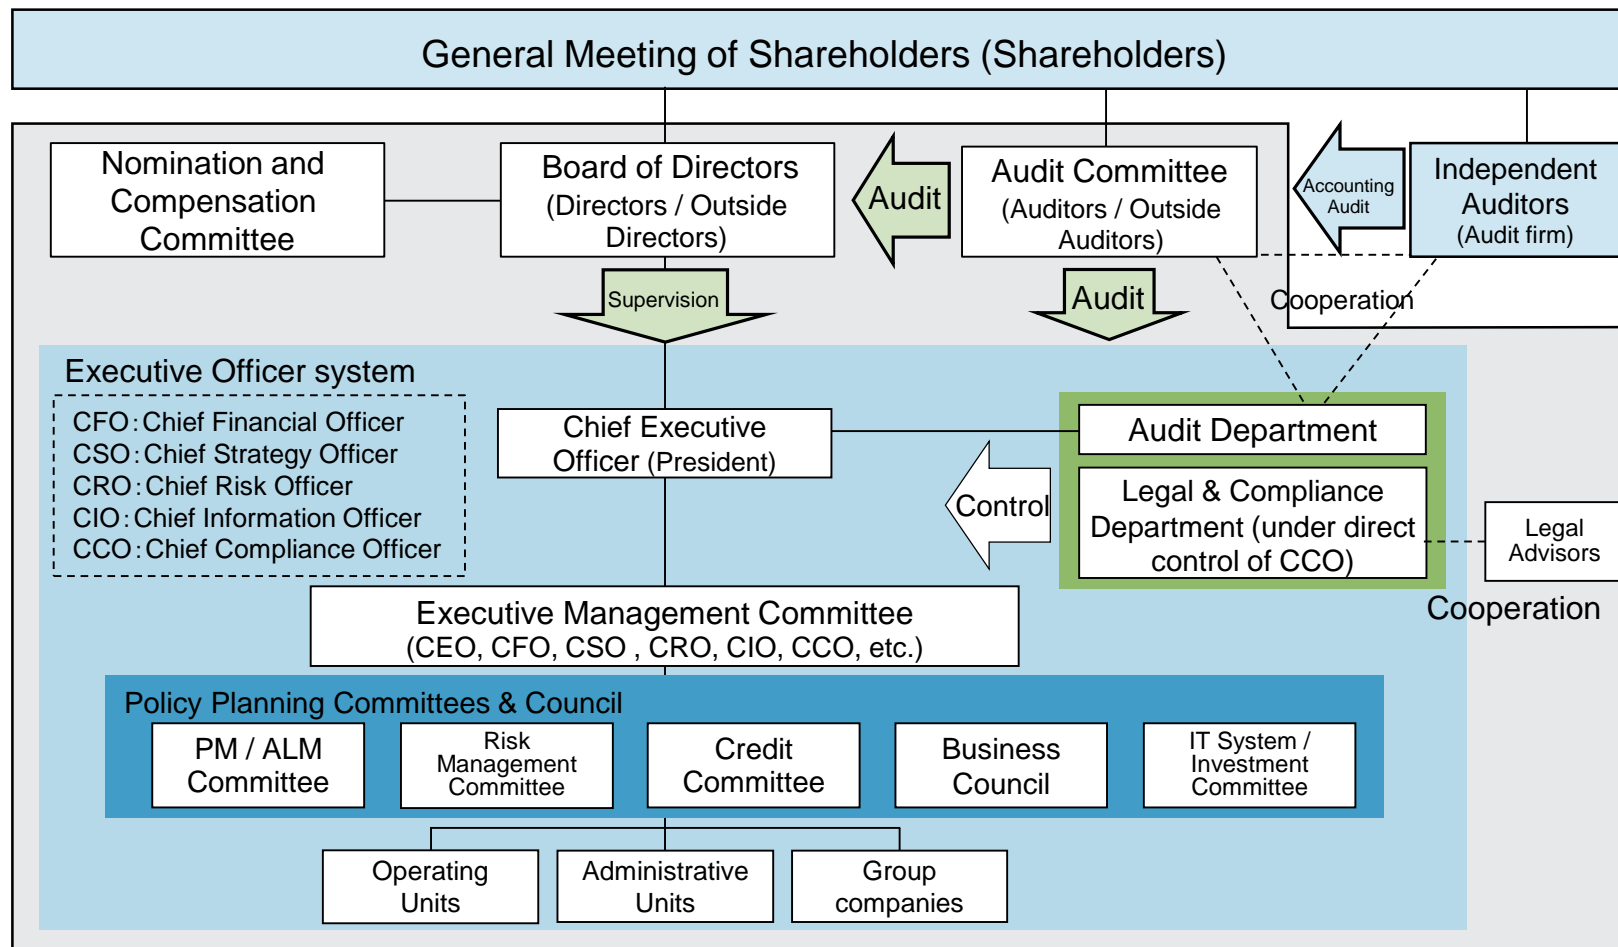 General Meeting of Shareholders (Shareholders)
Nomination and
Compensation
Committee
Board of Directors
(Directors / Outside
Directors)
Audit
Audit Committee
(Auditors / Outside
Auditors)
Accounting
Audit
Independent
Auditors
(Audit firm)
Supervision
Audit
Cooperation
Executive Officer system
CFO：Chief Financial Officer
CSO：Chief Strategy Officer
CRO：Chief Risk Officer
CIO：Chief Information Officer
CCO：Chief Compliance Officer
Chief Executive
Officer (President)
Audit Department
Control
Legal & Compliance
Department (under direct
control of CCO)
Legal
Advisors
Cooperation
Executive Management Committee
(CEO, CFO, CSO , CRO, CIO, CCO, etc.)
Policy Planning Committees & Council
PM / ALM
Committee
Risk
Management
Committee
Credit
Committee
Business
Council
IT System /
Investment
Committee
Operating
Units
Administrative
Units
Group
companies